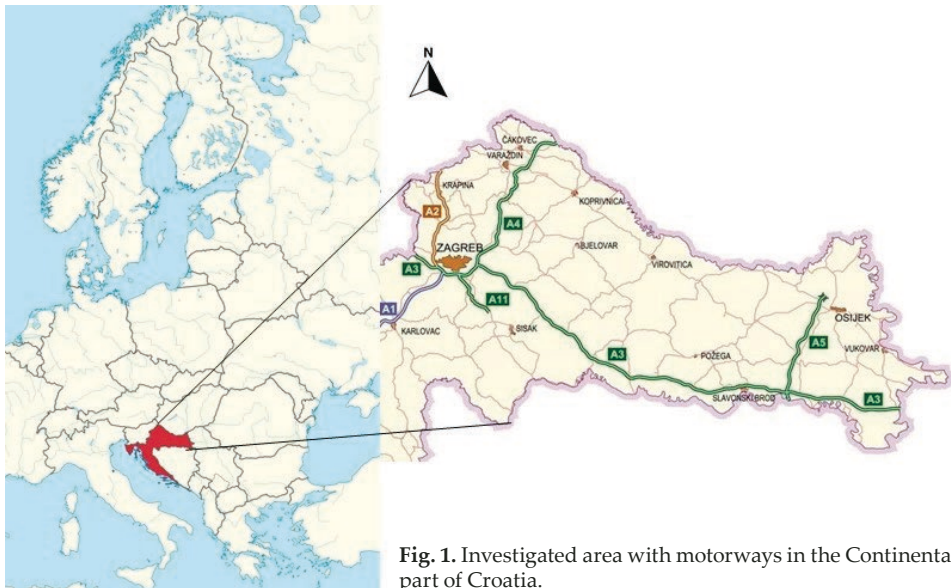 N
ČAKOVEC
VARAŽDIN
KRAPINA
KOPRIVNICA
A2
A4
ZAGREB
BJELOVAR
VIROVITICA
A3
A11
A1
OSIJEK
KARLOVAC
SISAK
A5
VUKOVAR
A3
POŽEGA
SLAVONSKI BROD
A3
Fig. 1. Investigated area with motorways in the Continenta
part of Croatia.